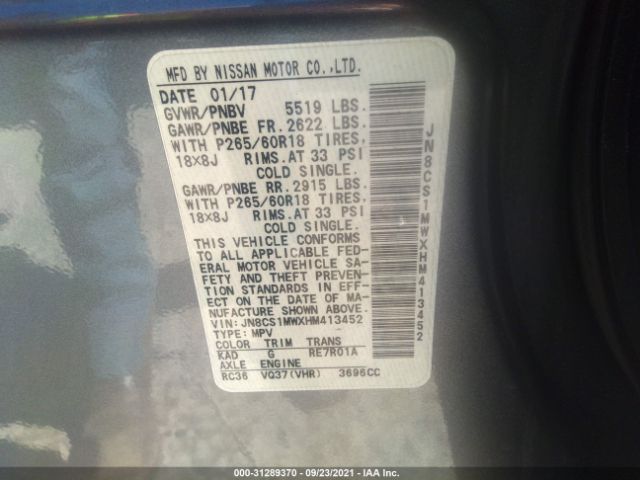 MFD BY NISSAN MOTOR CO.,LTD.
DATE 01/17
GVWR/PNBV 5519 LBS.
GAWR/PNBE FR.2622 LBS.
WITH P265/60R18 TIRES,
18X8J RIMS.AT 33 PSI
COLD SINGLE.
GAWR/PNBE RR.2915 LBS.
WITH P265/60R18 TIRES,
18X8J RIMS.AT 33 PSI
COLD SINGLE.
THIS VEHICLE CONFORMS
TO ALL APPLICABLE FED-
ERAL MOTOR VEHICLE SA-
FETY AND THEFT PREVEN-
TION STANDARDS IN EFF-
ECT ON THE DATE OF MA-
NUFACTURE SHOWN ABOVE.
VIN: JN8CS1MWXHM413452
TYPE: MPV
COLOR TRIM TRANS
KAD G RE7R01A
AXLE ENGINE
RC36 VQ37(VHR) 3696CC
JN8CS1MWXHM413452
000-31289370 - 09/23/2021 - IAA Inc.